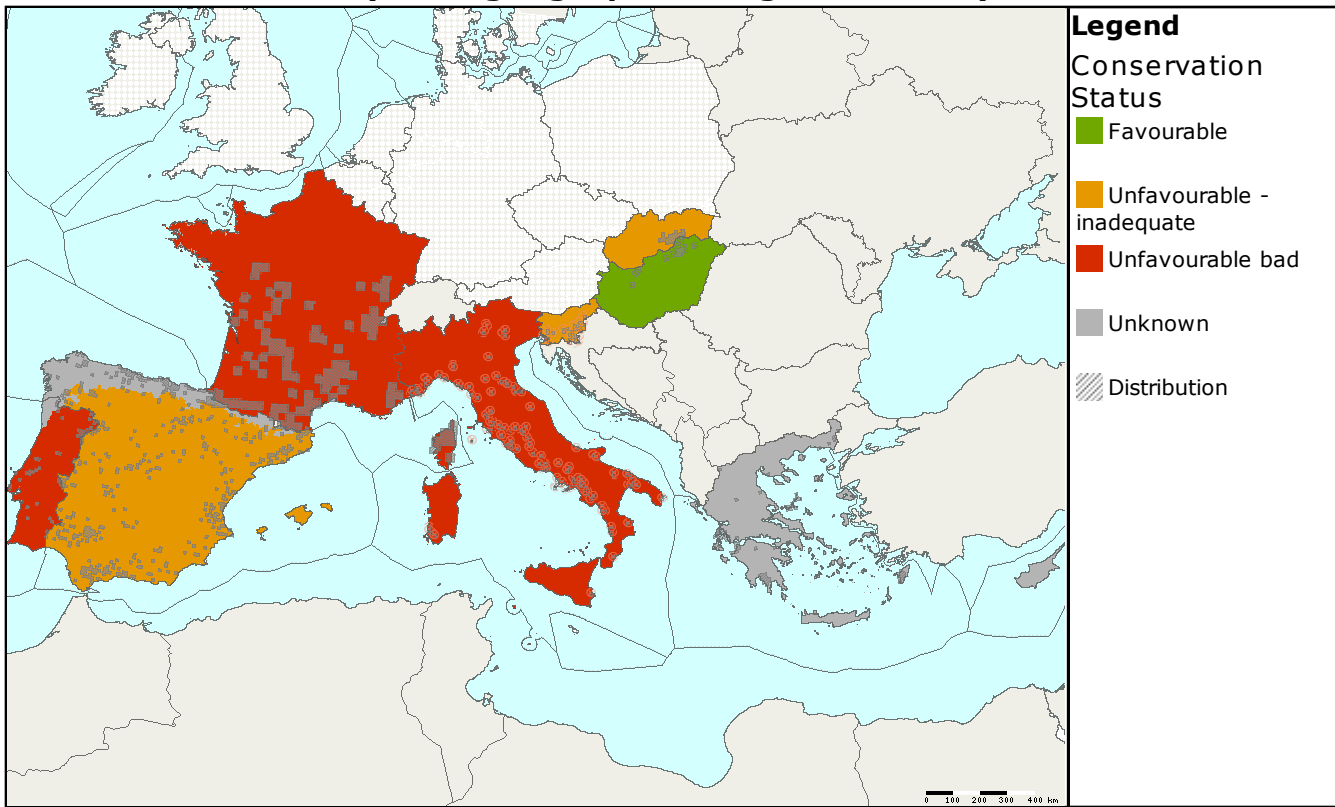 Legend
Conservation
Status
Favourable
Unfavourable -
inadequate
Unfavourable bad
Unknown
Distribution
0 100 200 300 400 km